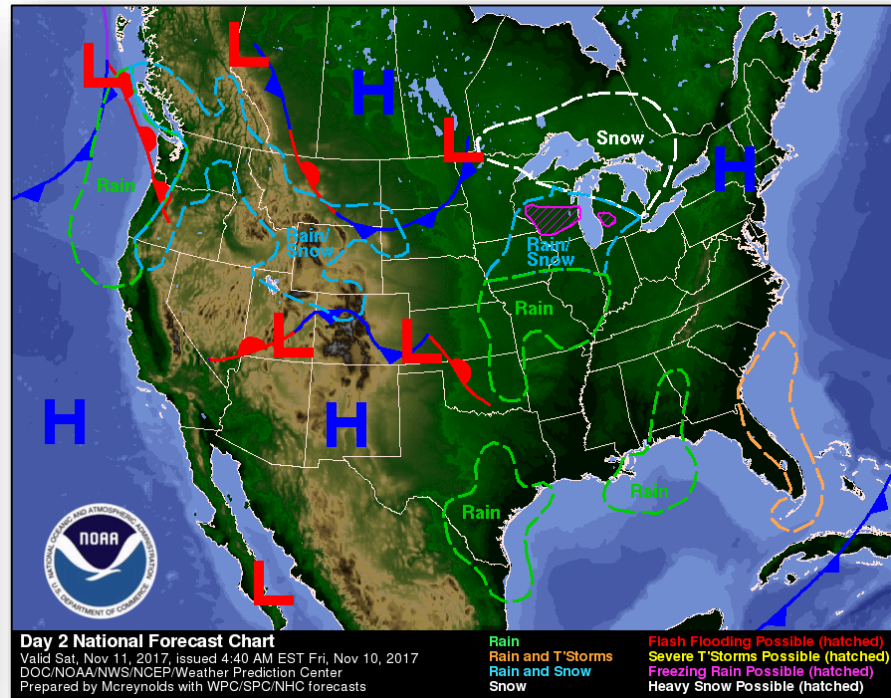 L
L
H
L
Snow
H
Rain
Rain/
Snow
Rain/
Snow
Rain
L
L
H
H
Rain
Rain
L
NATIONAL OCEANIC AND ATMOSPHERIC ADMINISTRATION
NOAA
U.S. DEPARTMENT OF COMMERCE
Day 2 National Forecast Chart
Valid Sat, Nov 11, 2017, issued 4:40 AM EST Fri, Nov 10, 2017
DOC/NOAA/NWS/NCEP/Weather Prediction Center
Prepared by Mcreynolds with WPC/SPC/NHC forecasts
Rain
Rain and T'Storms
Rain and Snow
Snow
Flash Flooding Possible (hatched)
Severe T'Storms Possible (hatched)
Freezing Rain Possible (hatched)
Heavy Snow Possible (hatched)